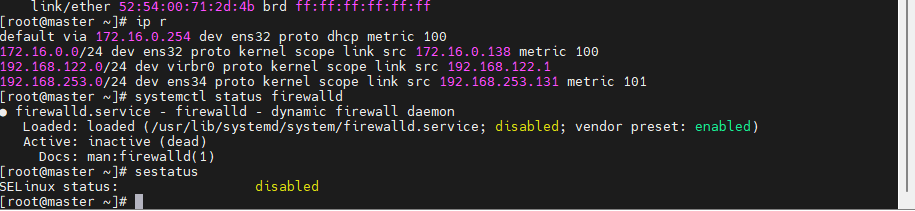 link/ether 52:54:00:71:2d:4b brd ff:ff:ff:ff:ff:ff
[root@master ~]# ip r
default via 172.16.0.254 dev ens32 proto dhcp metric 100
172.16.0.0/24 dev ens32 proto kernel scope link src 172.16.0.138 metric 100
192.168.122.0/24 dev virbr0 proto kernel scope link src 192.168.122.1
192.168.253.0/24 dev ens34 proto kernel scope link src 192.168.253.131 metric 101
[root@master ~]# systemctl status firewalld
● firewalld.service - firewalld - dynamic firewall daemon
   Loaded: loaded (/usr/lib/systemd/system/firewalld.service; disabled; vendor preset: enabled)
   Active: inactive (dead)
     Docs: man:firewalld(1)
[root@master ~]# sestatus
SELinux status:                 disabled
[root@master ~]#